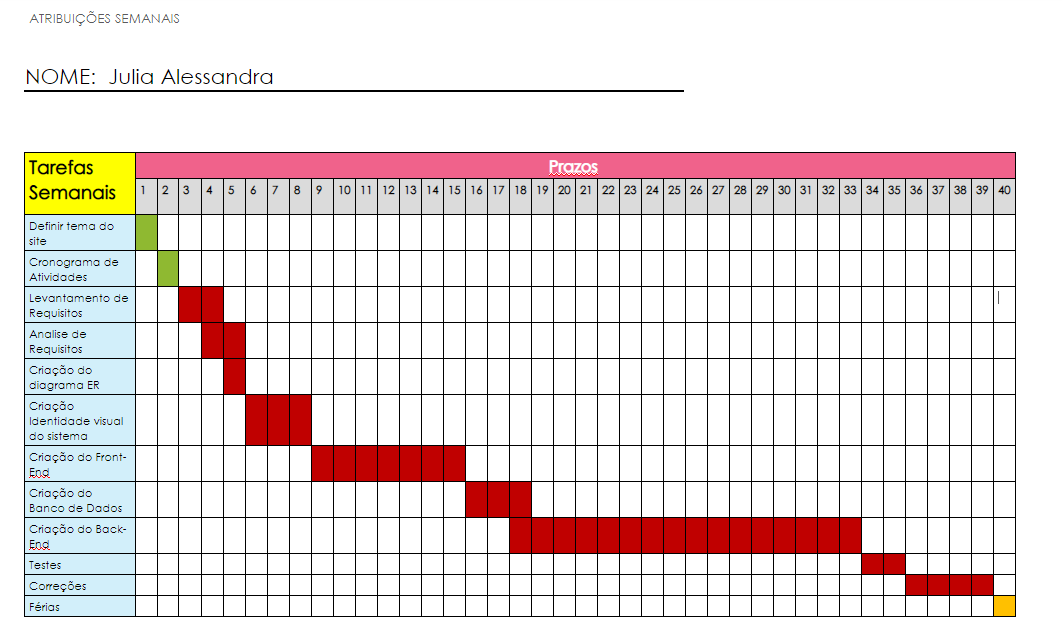 ATRIBUIÇÕES SEMANAIS
NOME:  Julia Alessandra
Tarefas
Semanais
Prazos
1 2 3 4 5 6 7 8 9 10 11 12 13 14 15 16 17 18 19 20 21 22 23 24 25 26 27 28 29 30 31 32 33 34 35 36 37 38 39 40
Definir tema do
site
Cronograma de
Atividades
Levantamento de
Requisitos
Analise de
Requisitos
Criação do
diagrama ER
Criação
Identidade visual
do sistema
Criação do Front-
End
Criação do
Banco de Dados
Criação do Back-
End
Testes
Correções
Férias